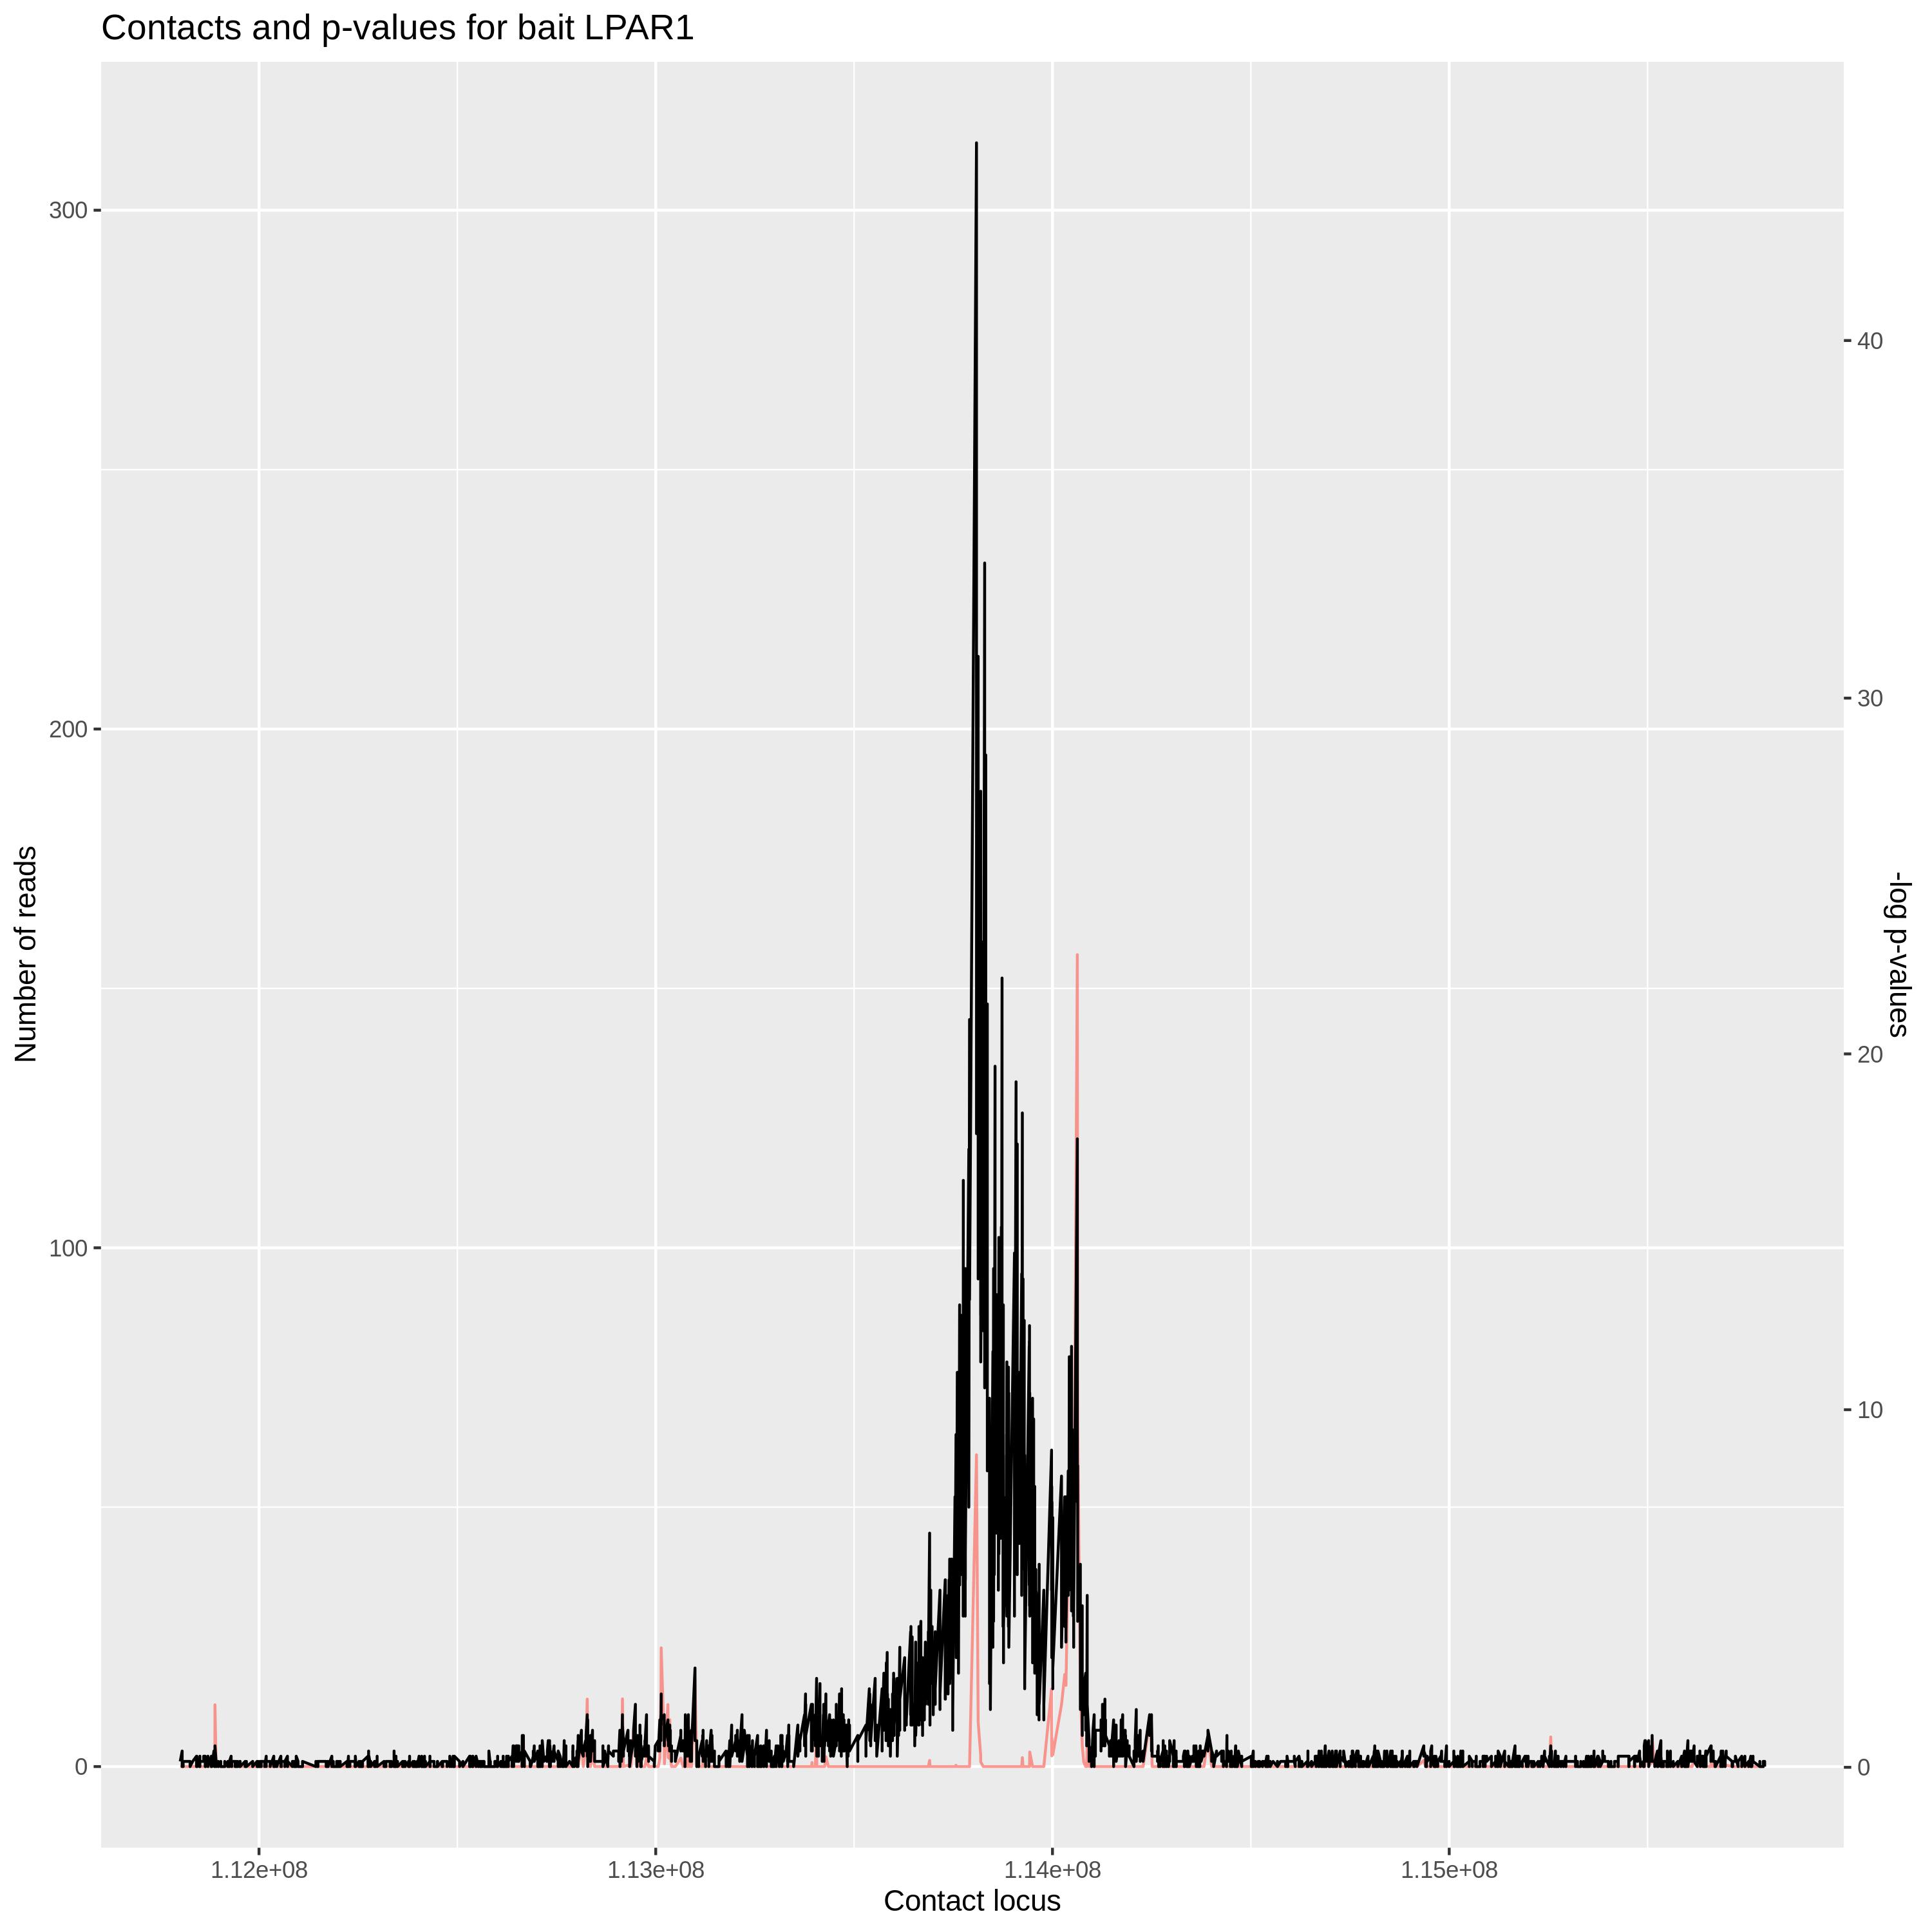 Contacts and p-values for bait LPAR1
Number of reads
300
200
100
0
40
30
20
10
0
-log p-values
1.12e+08
1.13e+08
1.14e+08
1.15e+08
Contact locus